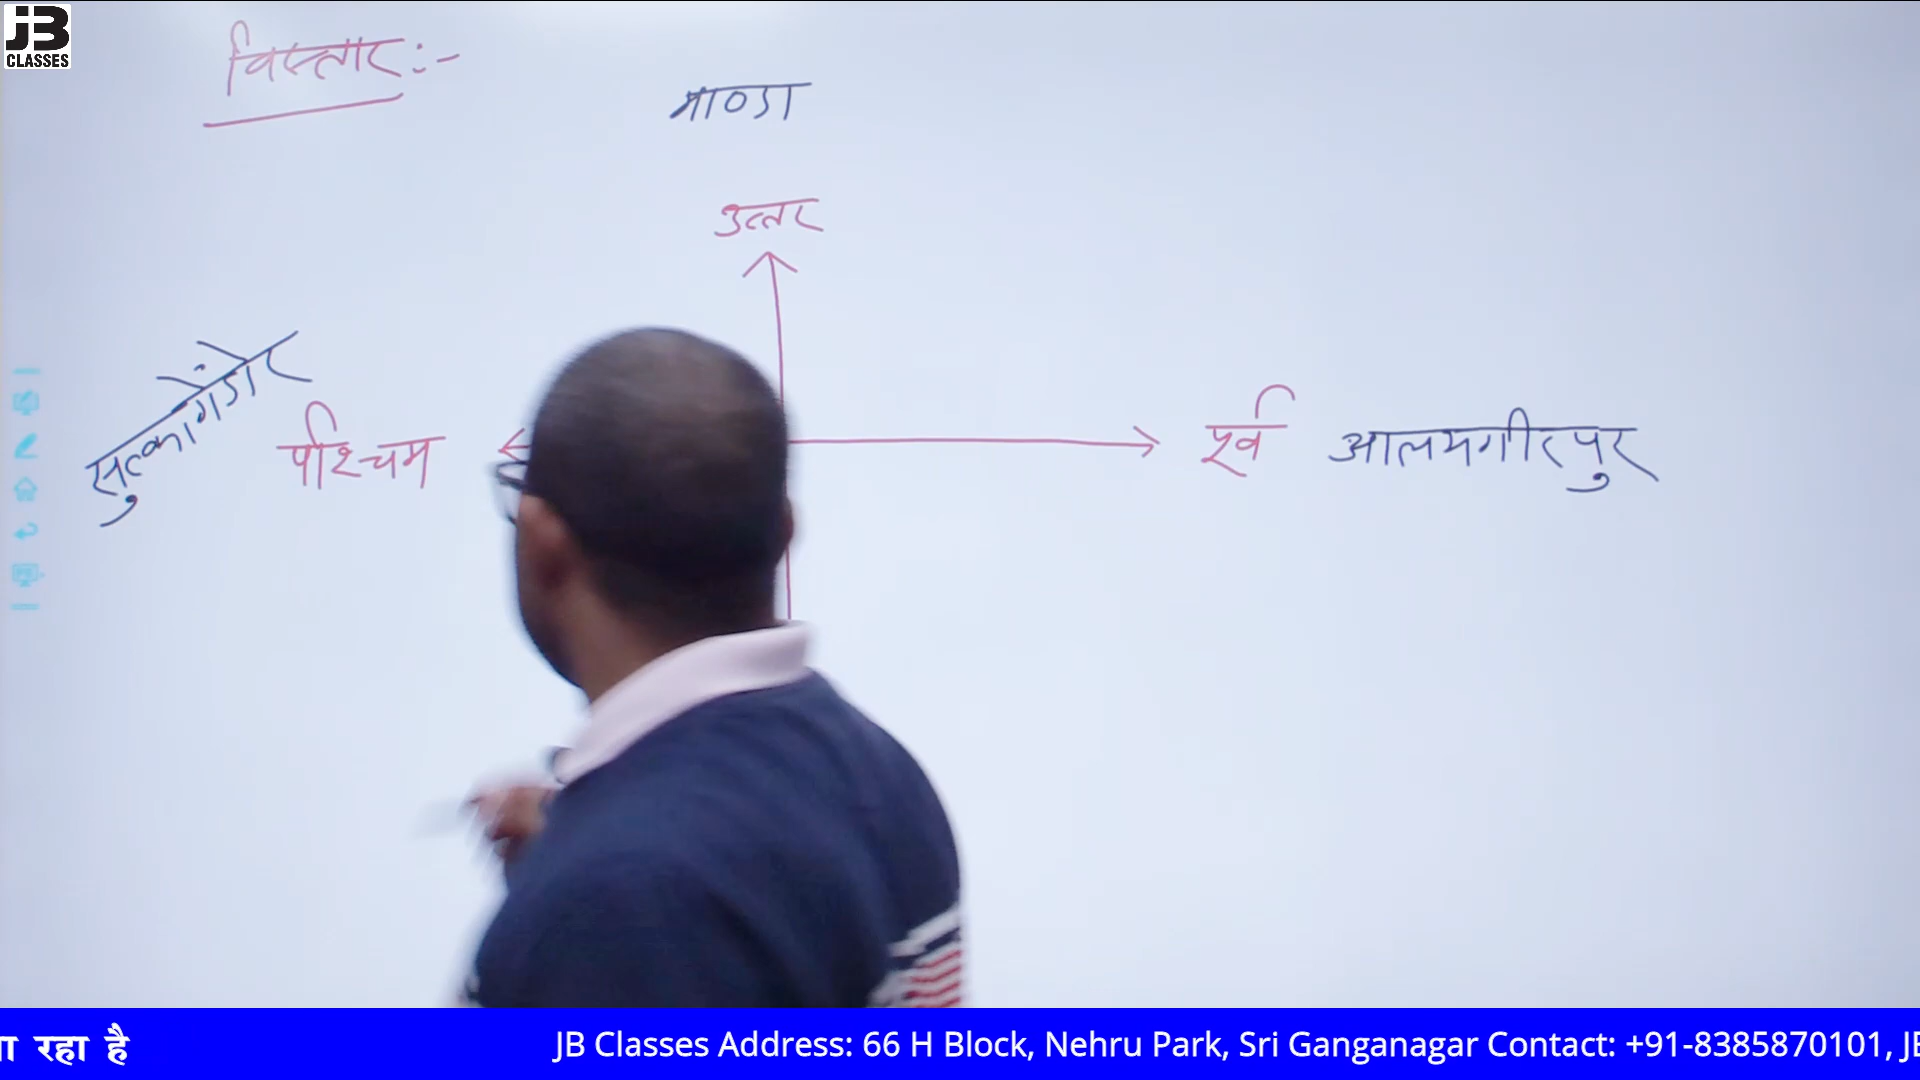 JB
CLASSES
विस्तार :-
माण्डा
उत्तर
सुत्कागेंडोर
पश्चिम
पूर्व आलमगीरपुर
रहा है
JB Classes Address: 66 H Block, Nehru Park, Sri Ganganagar Contact: +91-8385870101,